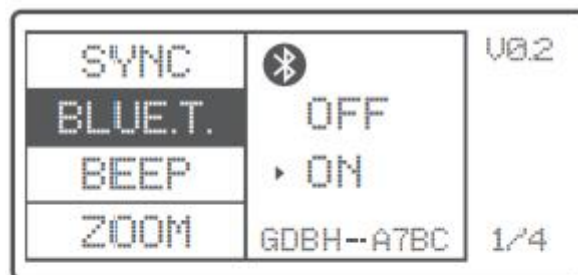 SYNC
BLUE.T.
BEEP
ZOOM
OFF
▸ ON
GDBH--A7BC
V0.2
1/4